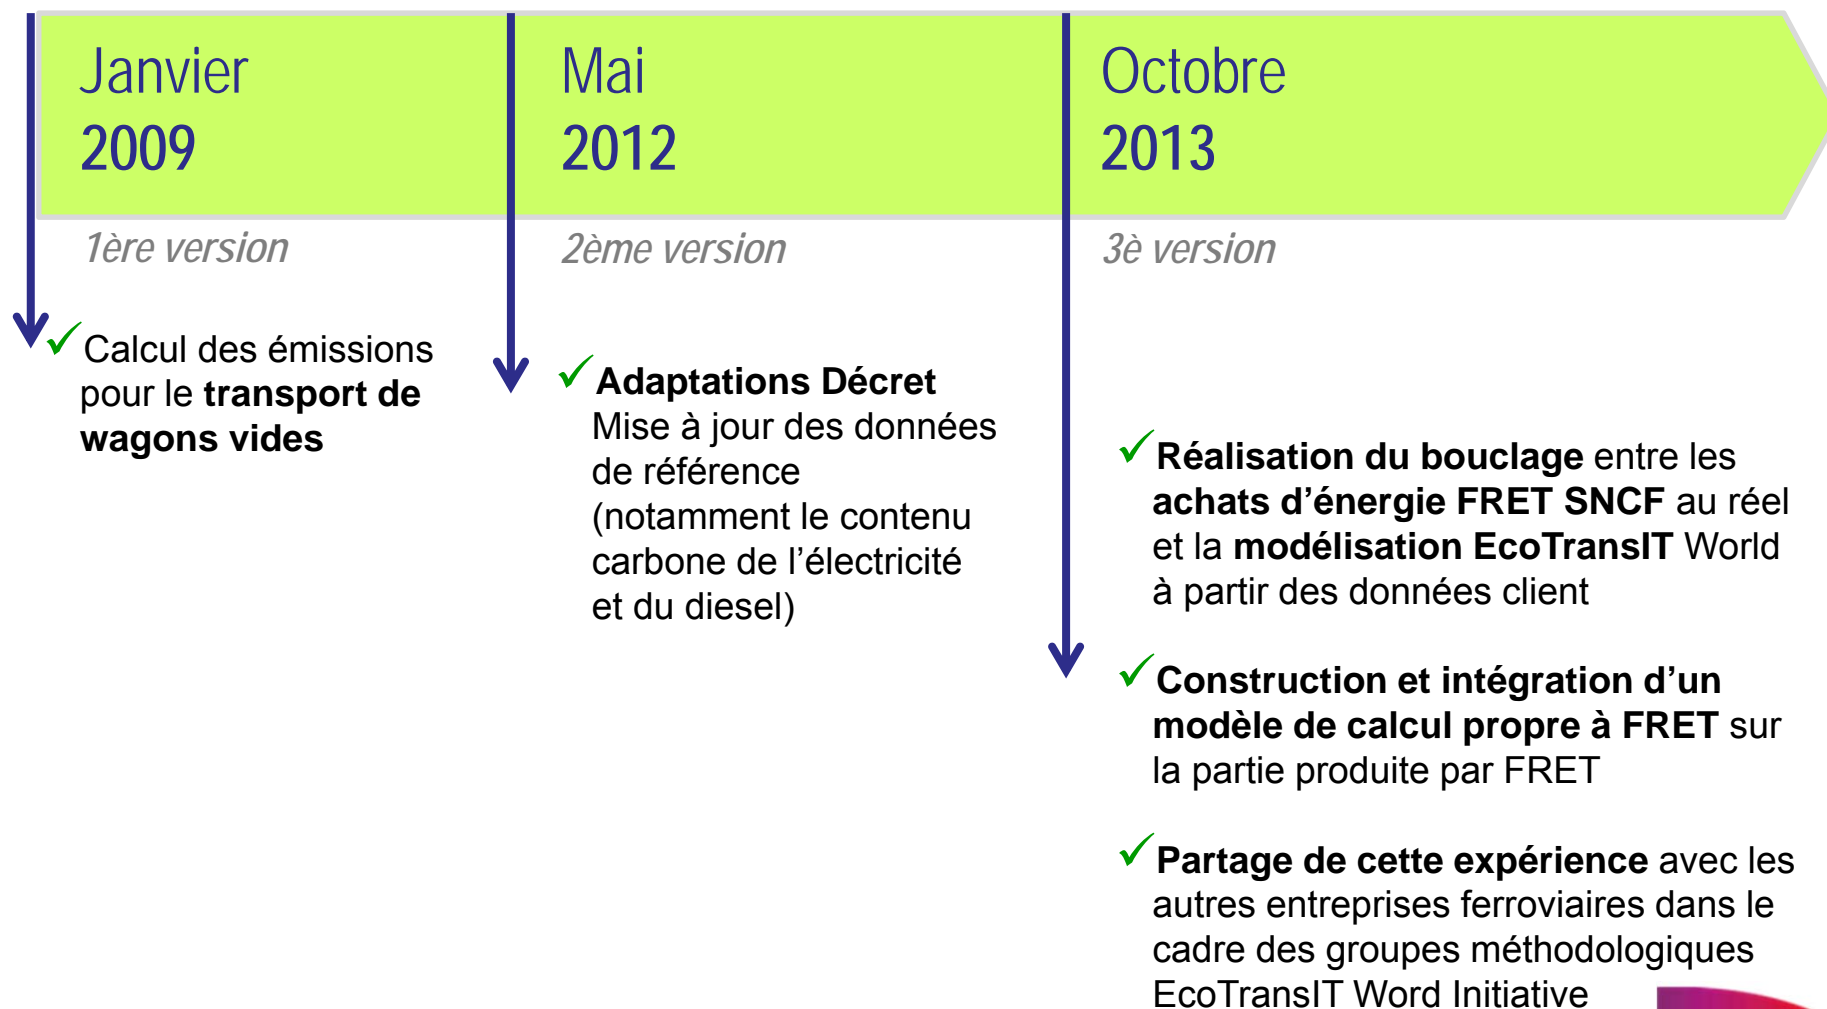 Janvier
2009
Mai
2012
Octobre
2013
1ère version
2ème version
3è version
Calcul des émissions
pour le transport de
wagons vides
Adaptations Décret
Mise à jour des données
de référence
(notamment le contenu
carbone de l’électricité
et du diesel)
Réalisation du bouclage entre les
achats d’énergie FRET SNCF au réel
et la modélisation EcoTransIT World
à partir des données client
Construction et intégration d’un
modèle de calcul propre à FRET sur
la partie produite par FRET
Partage de cette expérience avec les
autres entreprises ferroviaires dans le
cadre des groupes méthodologiques
EcoTransIT Word Initiative